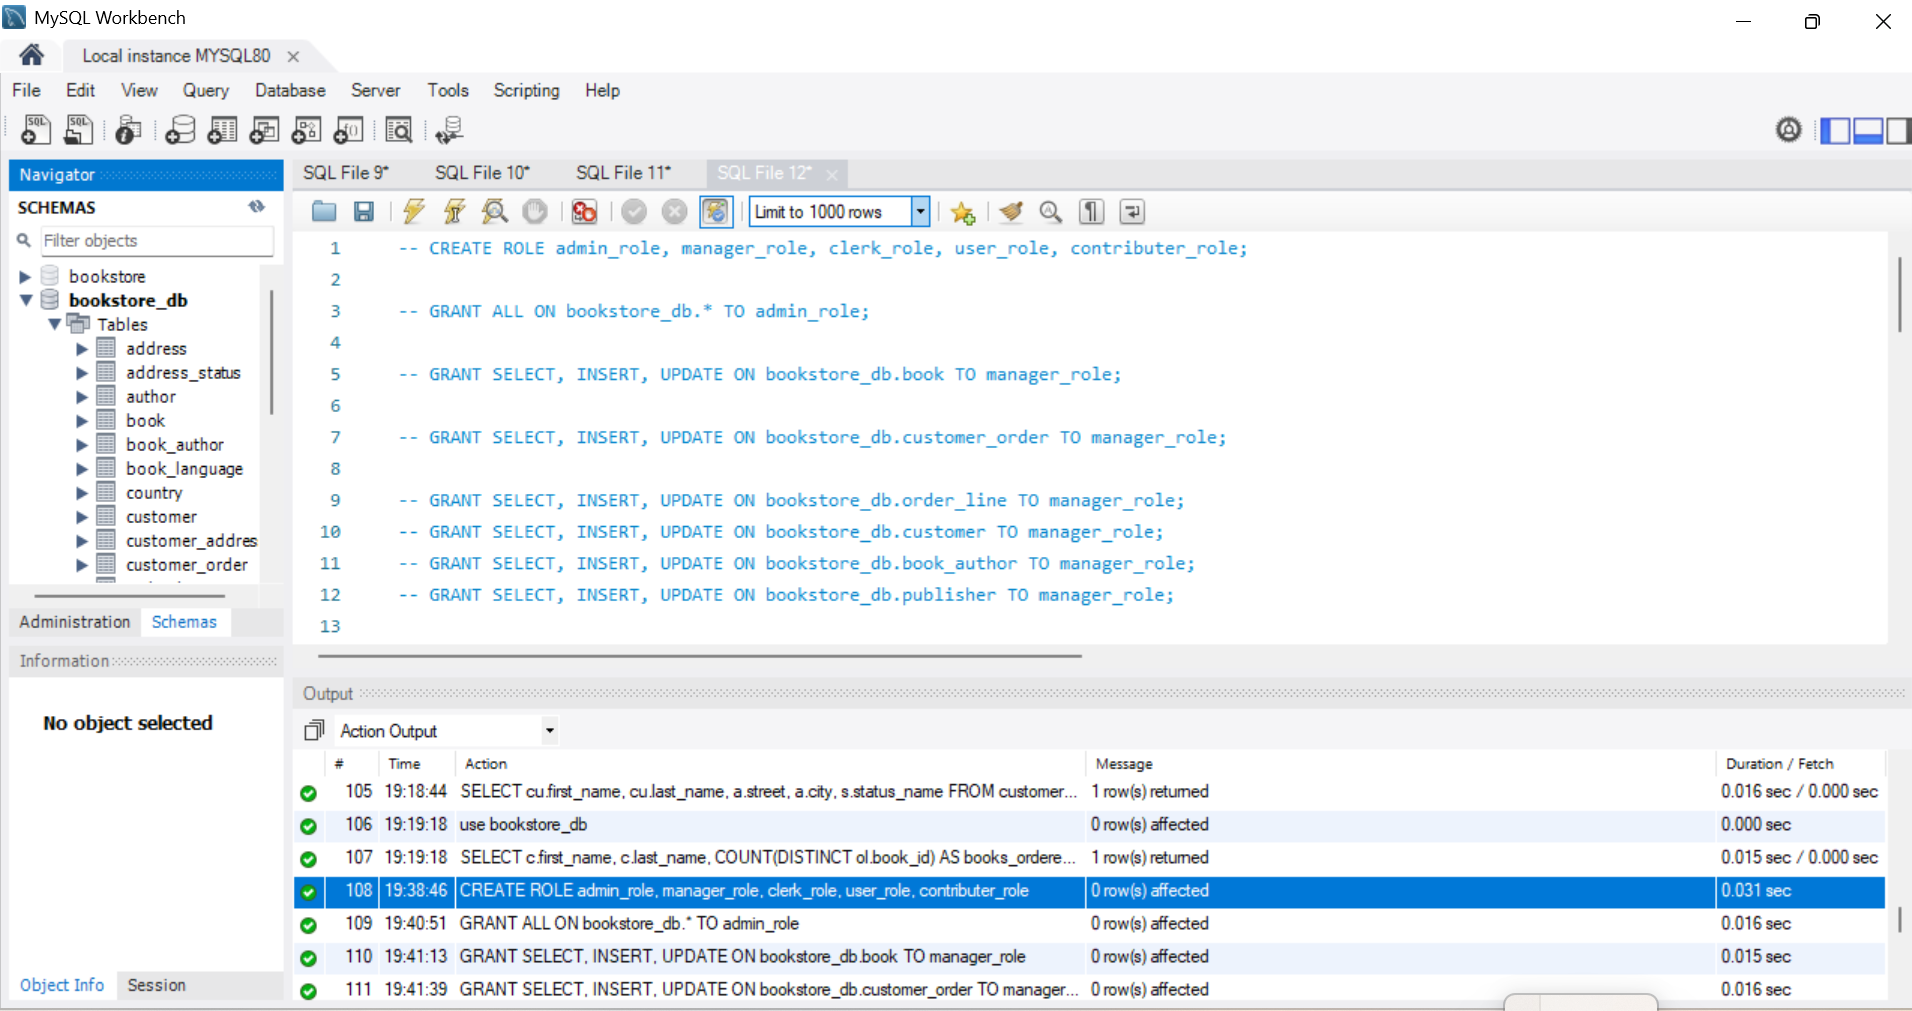 MySQL Workbench
Local instance MYSQL80
File Edit View Query Database Server Tools Scripting Help
Navigator
SCHEMAS
Filter objects
bookstore
bookstore_db
Tables
address
address_status
author
book
book_author
book_language
country
customer
customer_addres
customer_order
Administration Schemas
Information
No object selected
Object Info Session
SQL File 9* SQL File 10* SQL File 11* SQL File 12*
Limit to 1000 rows
1 -- CREATE ROLE admin_role, manager_role, clerk_role, user_role, contributer_role;
2
3 -- GRANT ALL ON bookstore_db.* TO admin_role;
4
5 -- GRANT SELECT, INSERT, UPDATE ON bookstore_db.book TO manager_role;
6
7 -- GRANT SELECT, INSERT, UPDATE ON bookstore_db.customer_order TO manager_role;
8
9 -- GRANT SELECT, INSERT, UPDATE ON bookstore_db.order_line TO manager_role;
10 -- GRANT SELECT, INSERT, UPDATE ON bookstore_db.customer TO manager_role;
11 -- GRANT SELECT, INSERT, UPDATE ON bookstore_db.book_author TO manager_role;
12 -- GRANT SELECT, INSERT, UPDATE ON bookstore_db.publisher TO manager_role;
13
Output
Action Output
# Time Action Message Duration / Fetch
105 19:18:44 SELECT cu.first_name, cu.last_name, a.street, a.city, s.status_name FROM customer... 1 row(s) returned 0.016 sec / 0.000 sec
106 19:19:18 use bookstore_db 0 row(s) affected 0.000 sec
107 19:19:18 SELECT c.first_name, c.last_name, COUNT(DISTINCT ol.book_id) AS books_ordere... 1 row(s) returned 0.015 sec / 0.000 sec
108 19:38:46 CREATE ROLE admin_role, manager_role, clerk_role, user_role, contributer_role 0 row(s) affected 0.031 sec
109 19:40:51 GRANT ALL ON bookstore_db.* TO admin_role 0 row(s) affected 0.016 sec
110 19:41:13 GRANT SELECT, INSERT, UPDATE ON bookstore_db.book TO manager_role 0 row(s) affected 0.015 sec
111 19:41:39 GRANT SELECT, INSERT, UPDATE ON bookstore_db.customer_order TO manager... 0 row(s) affected 0.016 sec